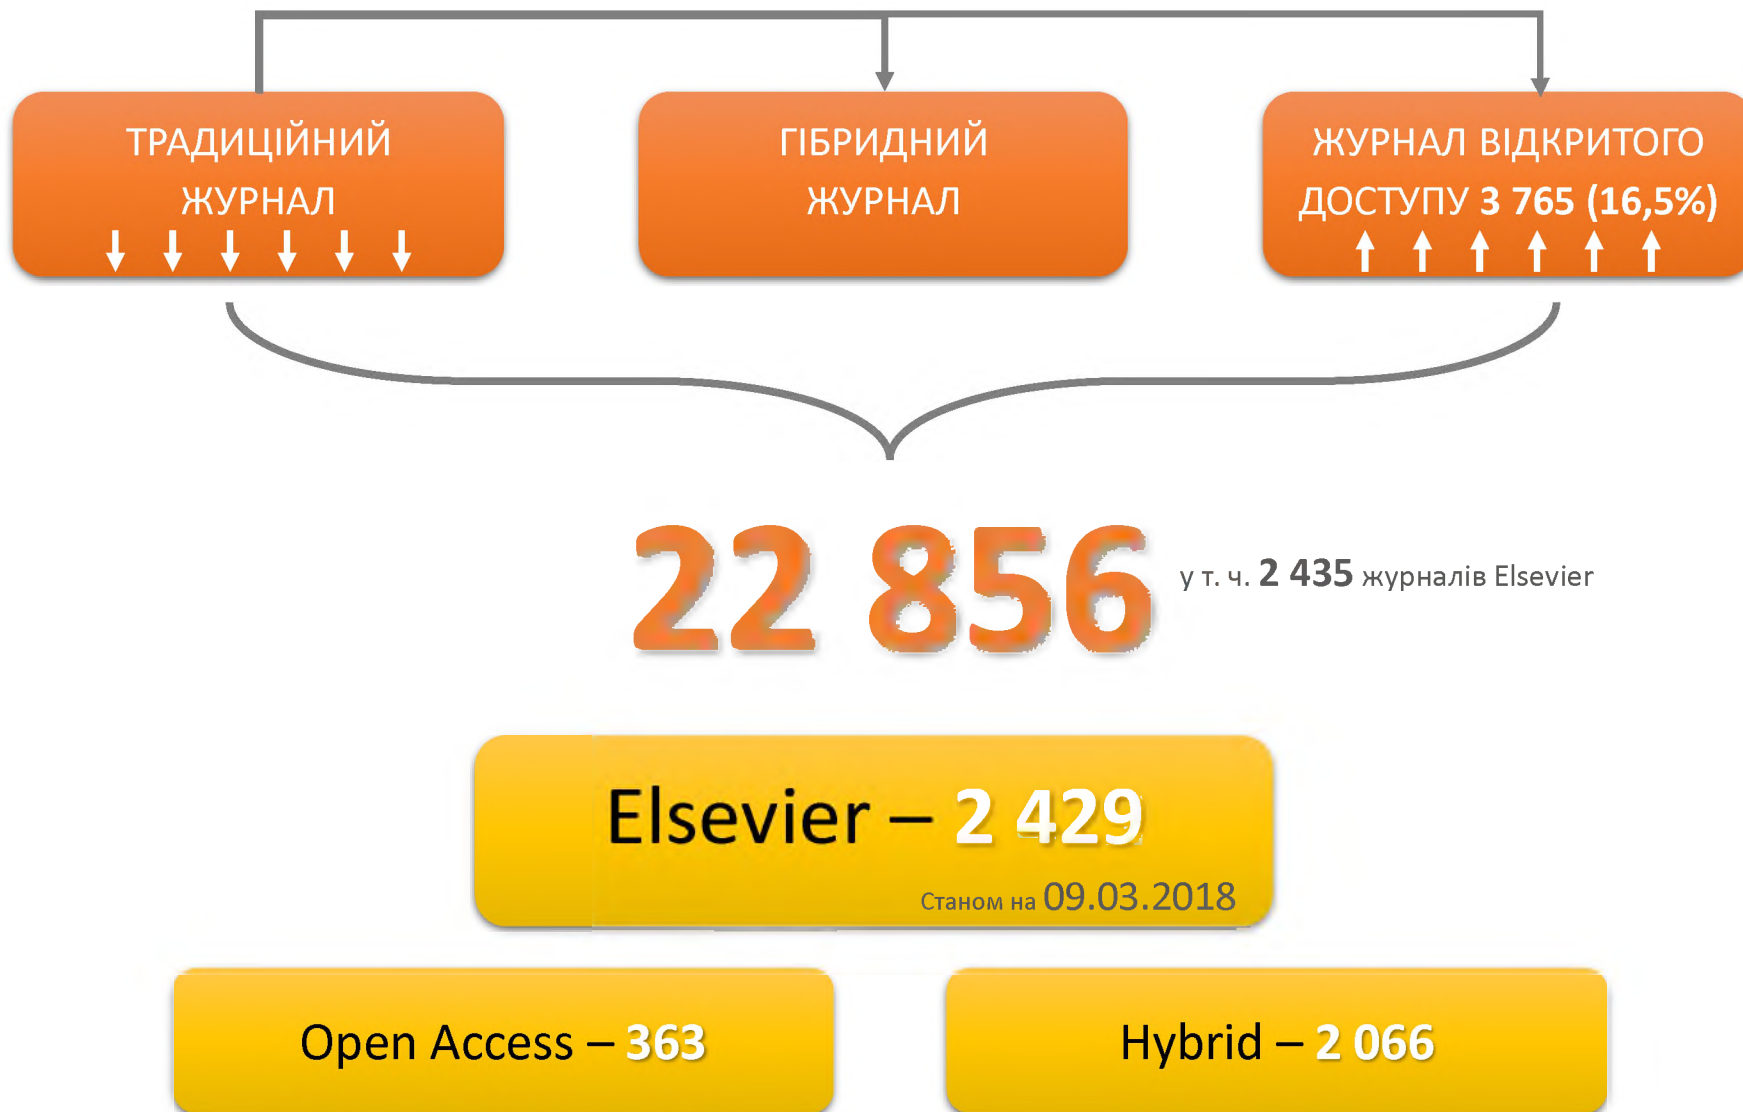 ТРАДИЦІЙНИЙ
ЖУРНАЛ
ГІБРИДНИЙ
ЖУРНАЛ
ЖУРНАЛ ВІДКРИТОГО
ДОСТУПУ 3 765 (16,5%)
22 856
у т. ч. 2 435 журналів Elsevier
Elsevier – 2 429
Станом на 09.03.2018
Open Access – 363
Hybrid – 2 066